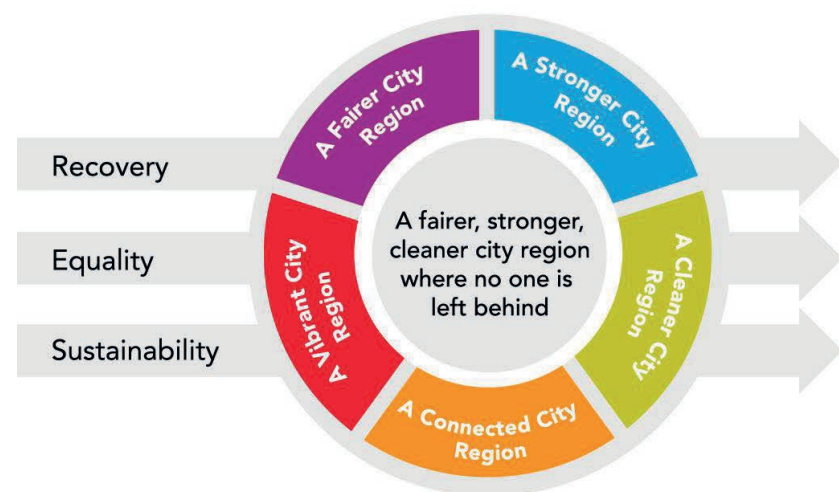 A Fairer City
Region
A Stronger City
Region
Recovery
A fairer, stronger,
cleaner city region
where no one is
left behind
Equality
A Cleaner City
Region
A Vibrant City
Region
Sustainability
A Connected City
Region